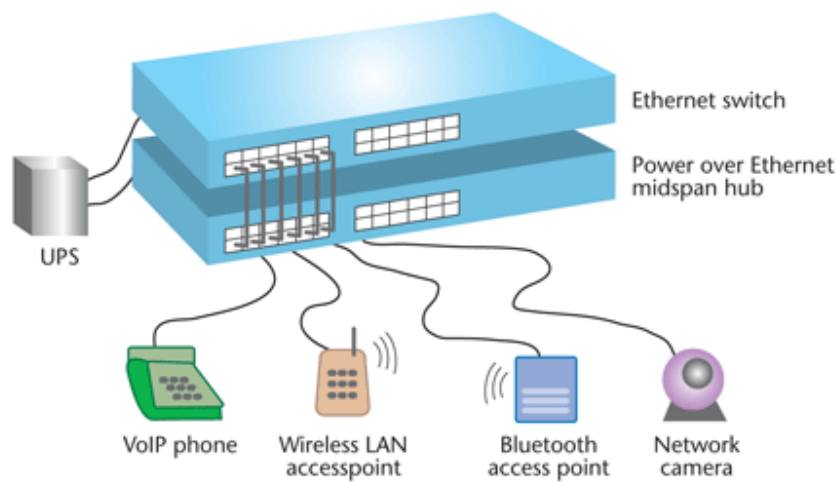 Ethernet switch
Power over Ethernet
midspan hub
UPS
VoIP phone
Wireless LAN
accesspoint
Bluetooth
access point
Network
camera